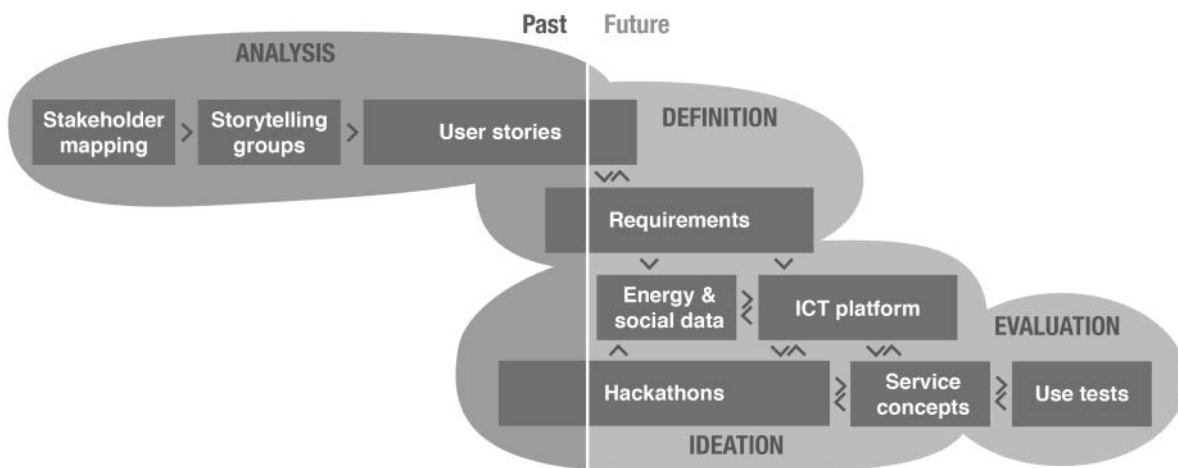 Past Future
ANALYSIS
Stakeholder
mapping
Storytelling
groups
User stories
DEFINITION
Requirements
Energy &
social data
ICT platform
EVALUATION
Hackathons
Service
concepts
Use tests
IDEATION